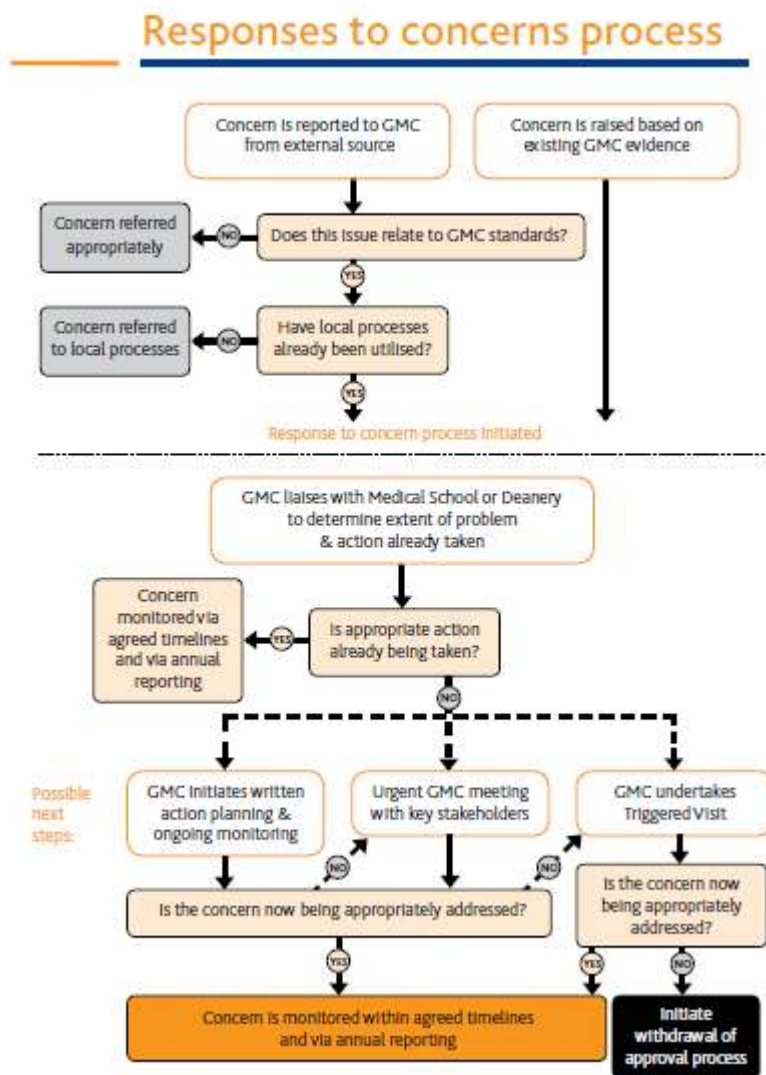 Responses to concerns process
Concern is reported to GMC
from external source
Concern is raised based on
existing GMC evidence
Concern referred
appropriately
NO
Does this issue relate to GMC standards?
YES
Concern referred
to local processes
NO
Have local processes
already been utilised?
YES
Response to concern process initiated
GMC liaises with Medical School or Deanery
to determine extent of problem
& action already taken
Concern
monitored via
agreed timelines
and via annual
reporting
YES
Is appropriate action
already being taken?
NO
Possible
next
steps:
GMC initiates written
action planning &
ongoing monitoring
Urgent GMC meeting
with key stakeholders
GMC undertakes
Triggered Visit
NO
NO
Is the concern now being appropriately addressed?
Is the concern now
being appropriately
addressed?
YES
YES
NO
Concern is monitored within agreed timelines
and via annual reporting
Initiate
withdrawal of
approval process